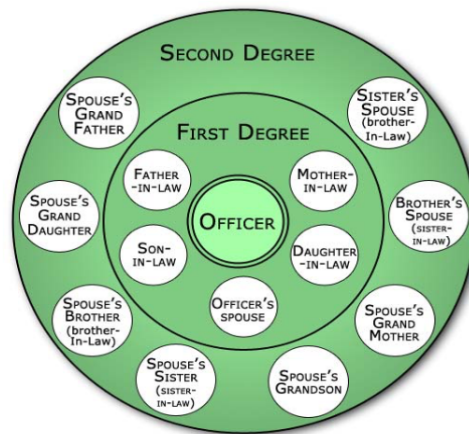 SECOND DEGREE
SPOUSE'S
GRAND
FATHER
SISTER'S
SPOUSE
(brother-
In-Law)
FIRST DEGREE
FATHER
-IN-LAW
MOTHER-
IN-LAW
SPOUSE'S
GRAND
DAUGHTER
OFFICER
BROTHER'S
SPOUSE
(SISTER-
IN-LAW)
SON-
IN-LAW
DAUGHTER
-IN-LAW
OFFICER'S
SPOUSE
SPOUSE'S
BROTHER
(brother-
In-Law)
SPOUSE'S
GRAND
MOTHER
SPOUSE'S
SISTER
(SISTER-
IN-LAW)
SPOUSE'S
GRANDSON